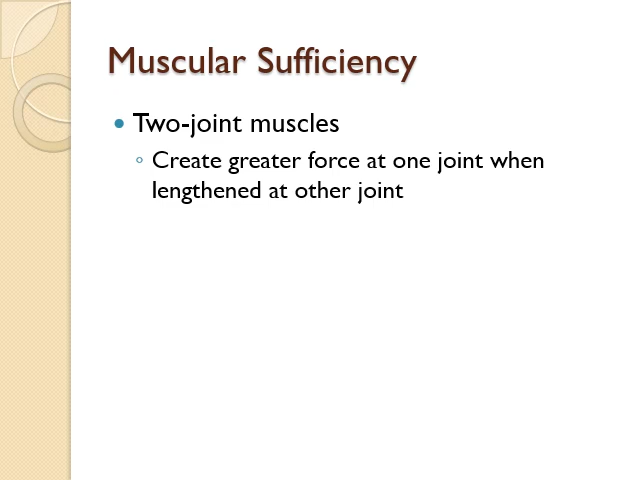 Muscular Sufficiency
• Two-joint muscles
◦ Create greater force at one joint when
lengthened at other joint